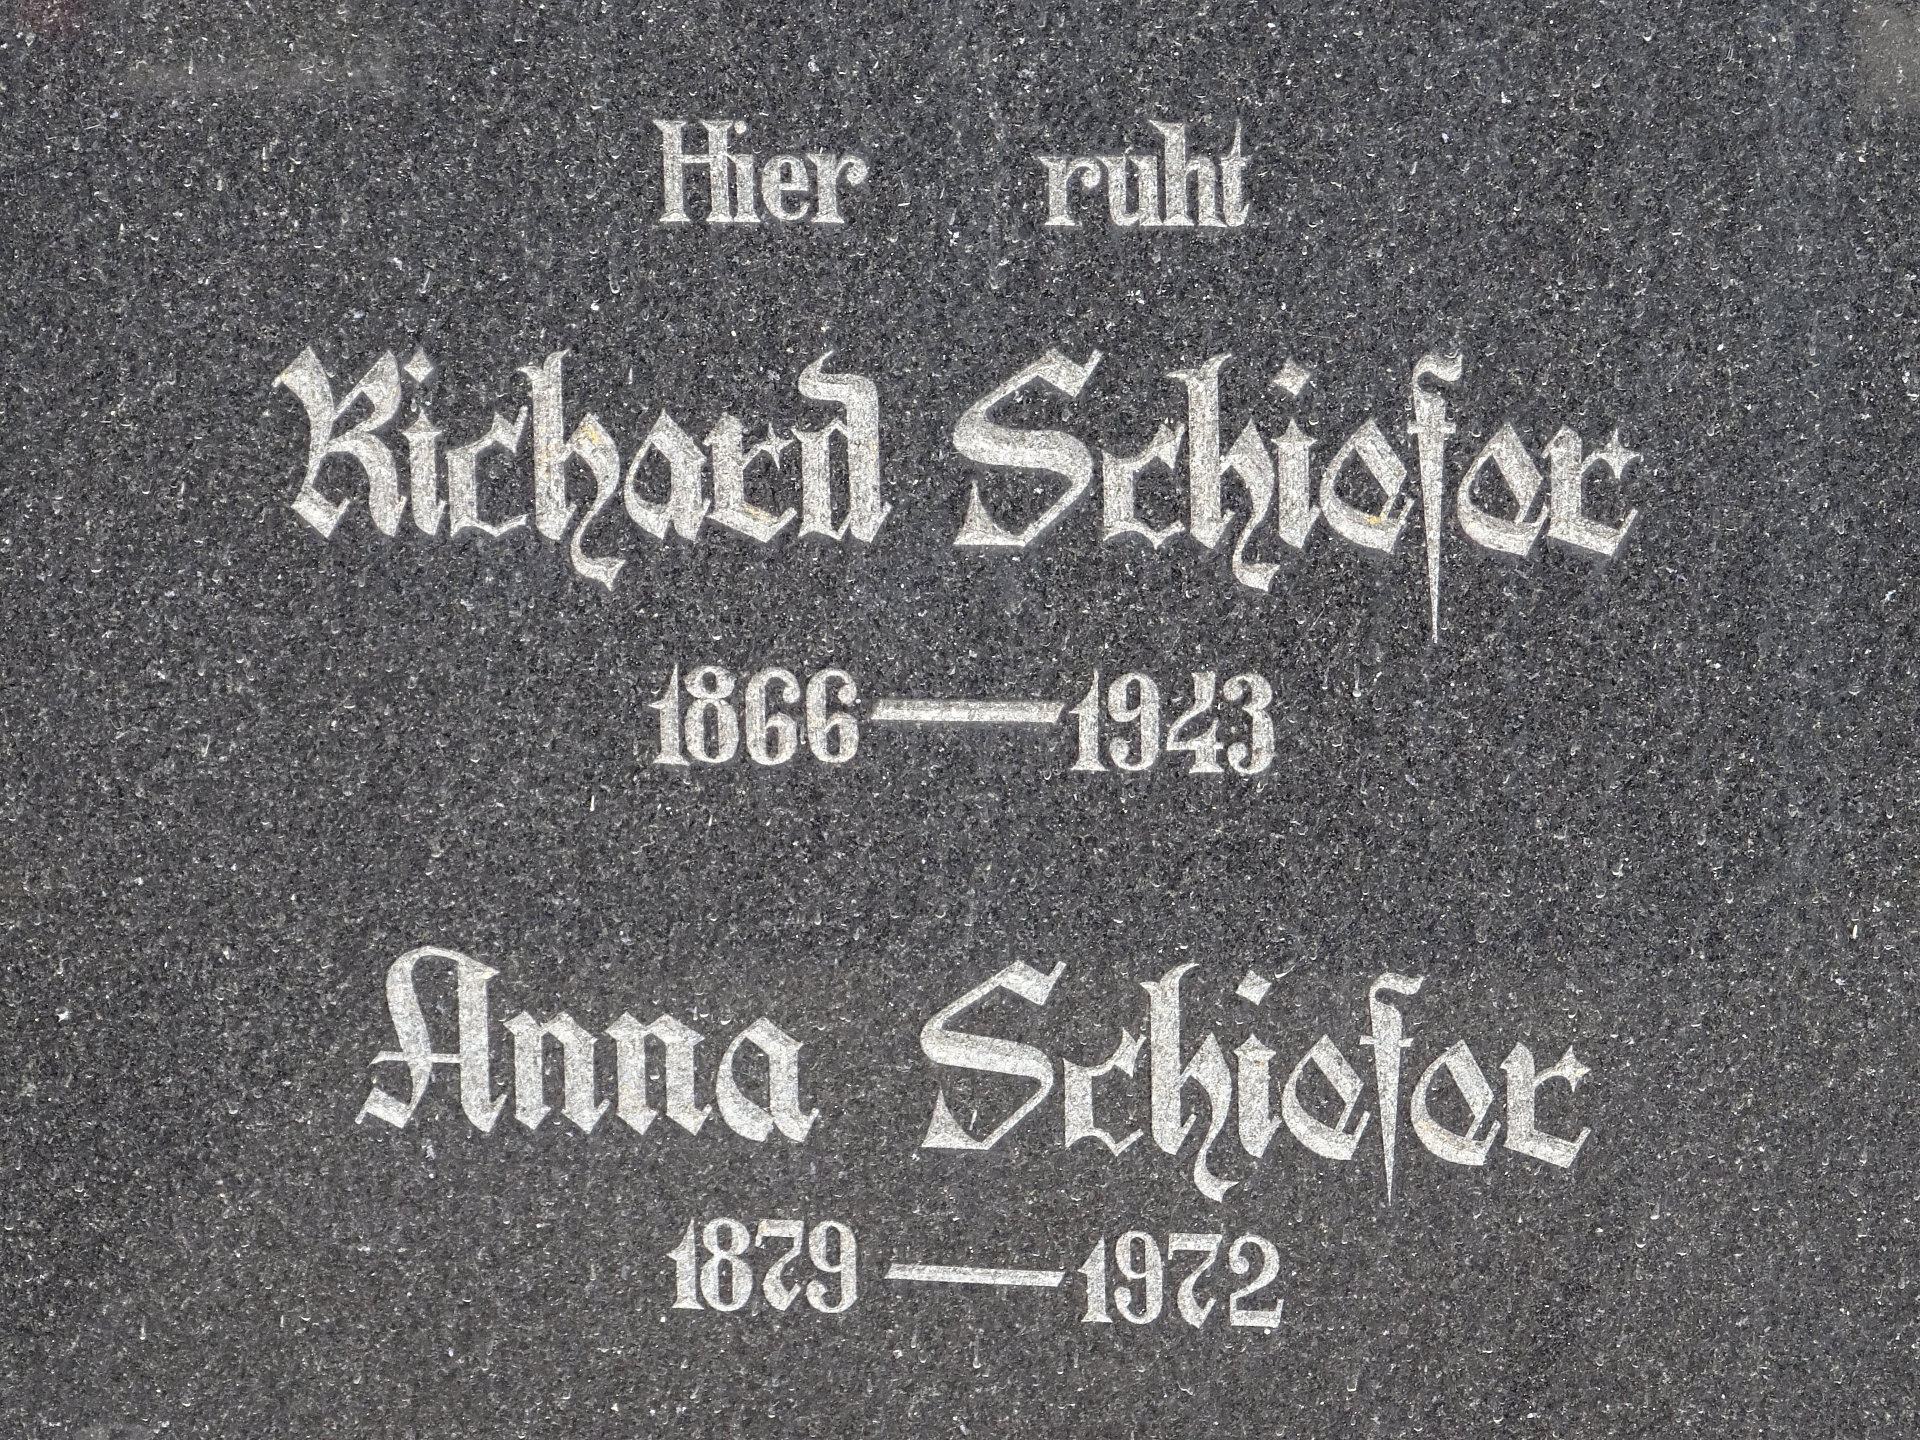 Hier ruht
Richard Schiefer
1866 — 1943
Anna Schiefer
1879 — 1972